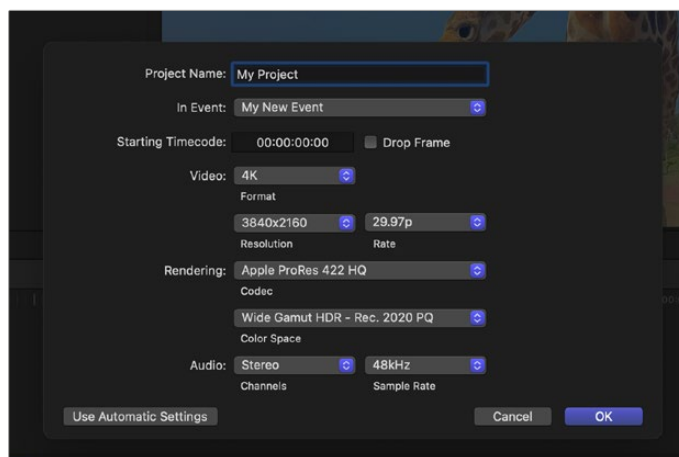 Project Name: My Project
In Event: My New Event
Starting Timecode: 00:00:00:00 Drop Frame
Video: 4K
Format
3840x2160 29.97p
Resolution Rate
Rendering: Apple ProRes 422 HQ
Codec
Wide Gamut HDR - Rec. 2020 PQ
Color Space
Audio: Stereo 48kHz
Channels Sample Rate
Use Automatic Settings Cancel OK